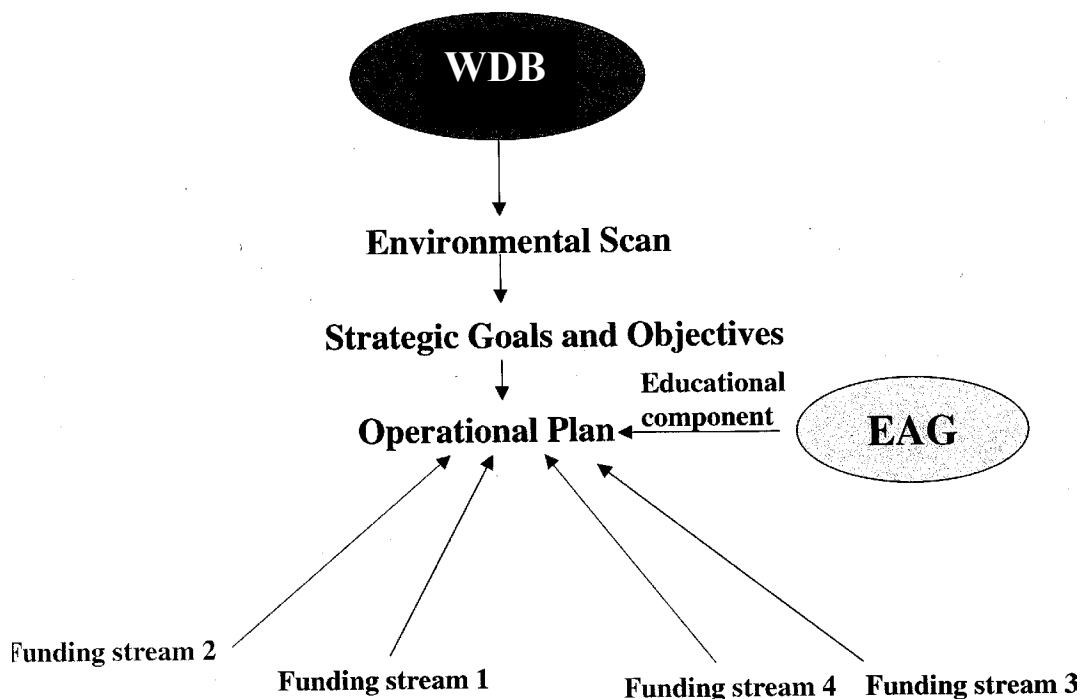 WDB
Environmental Scan
Strategic Goals and Objectives
Educational
component
Operational Plan
EAG
Funding stream 2
Funding stream 1
Funding stream 4
Funding stream 3